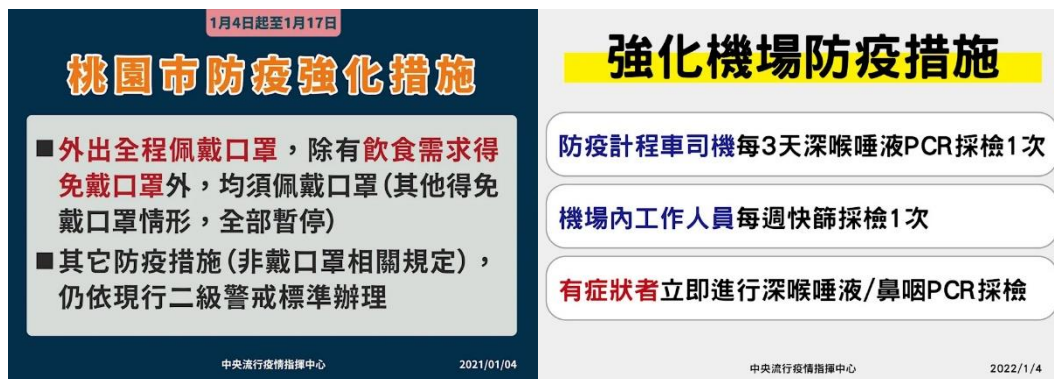 1月4日起至1月17日
桃園市防疫強化措施
■外出全程佩戴口罩，除有飲食需求得
免戴口罩外，均須佩戴口罩(其他得免
戴口罩情形，全部暫停)
■其它防疫措施(非戴口罩相關規定)，
仍依現行二級警戒標準辦理
中央流行疫情指揮中心
2021/01/04
強化機場防疫措施
防疫計程車司機每3天深喉唾液PCR採檢1次
機場內工作人員每週快篩採檢1次
有症狀者立即進行深喉唾液/鼻咽PCR採檢
中央流行疫情指揮中心
2022/1/4